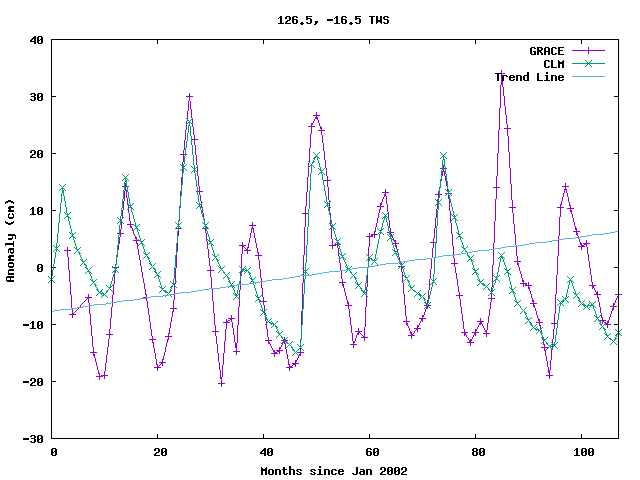 126.5, -16.5 TWS
GRACE
CLM
Trend Line
40
30
20
10
0
-10
-20
-30
Anomaly (cm)
0 20 40 60 80 100
Months since Jan 2002